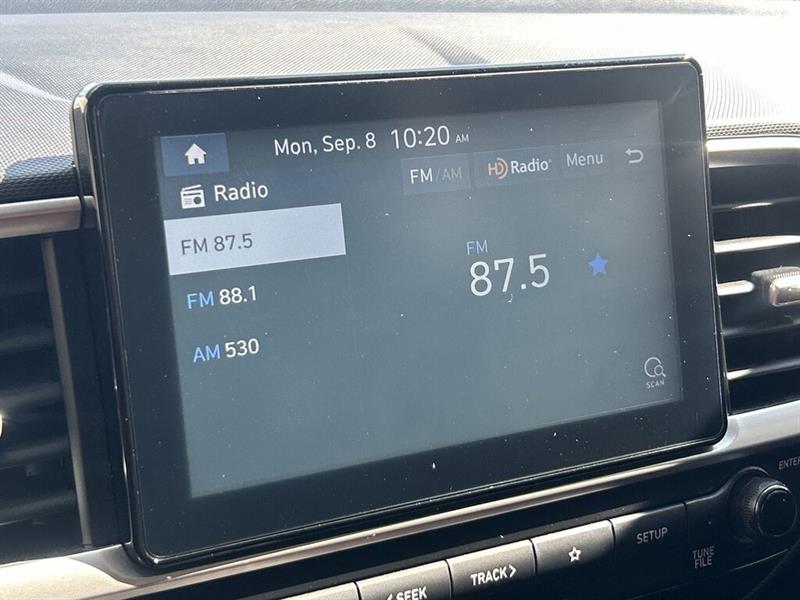 Mon, Sep. 8 10:20 AM
Radio
FM/AM HD Radio Menu
FM 87.5
FM 88.1
AM 530
FM
87.5
SCAN
< SEEK
TRACK >
SETUP
TUNE
FILE
ENTER